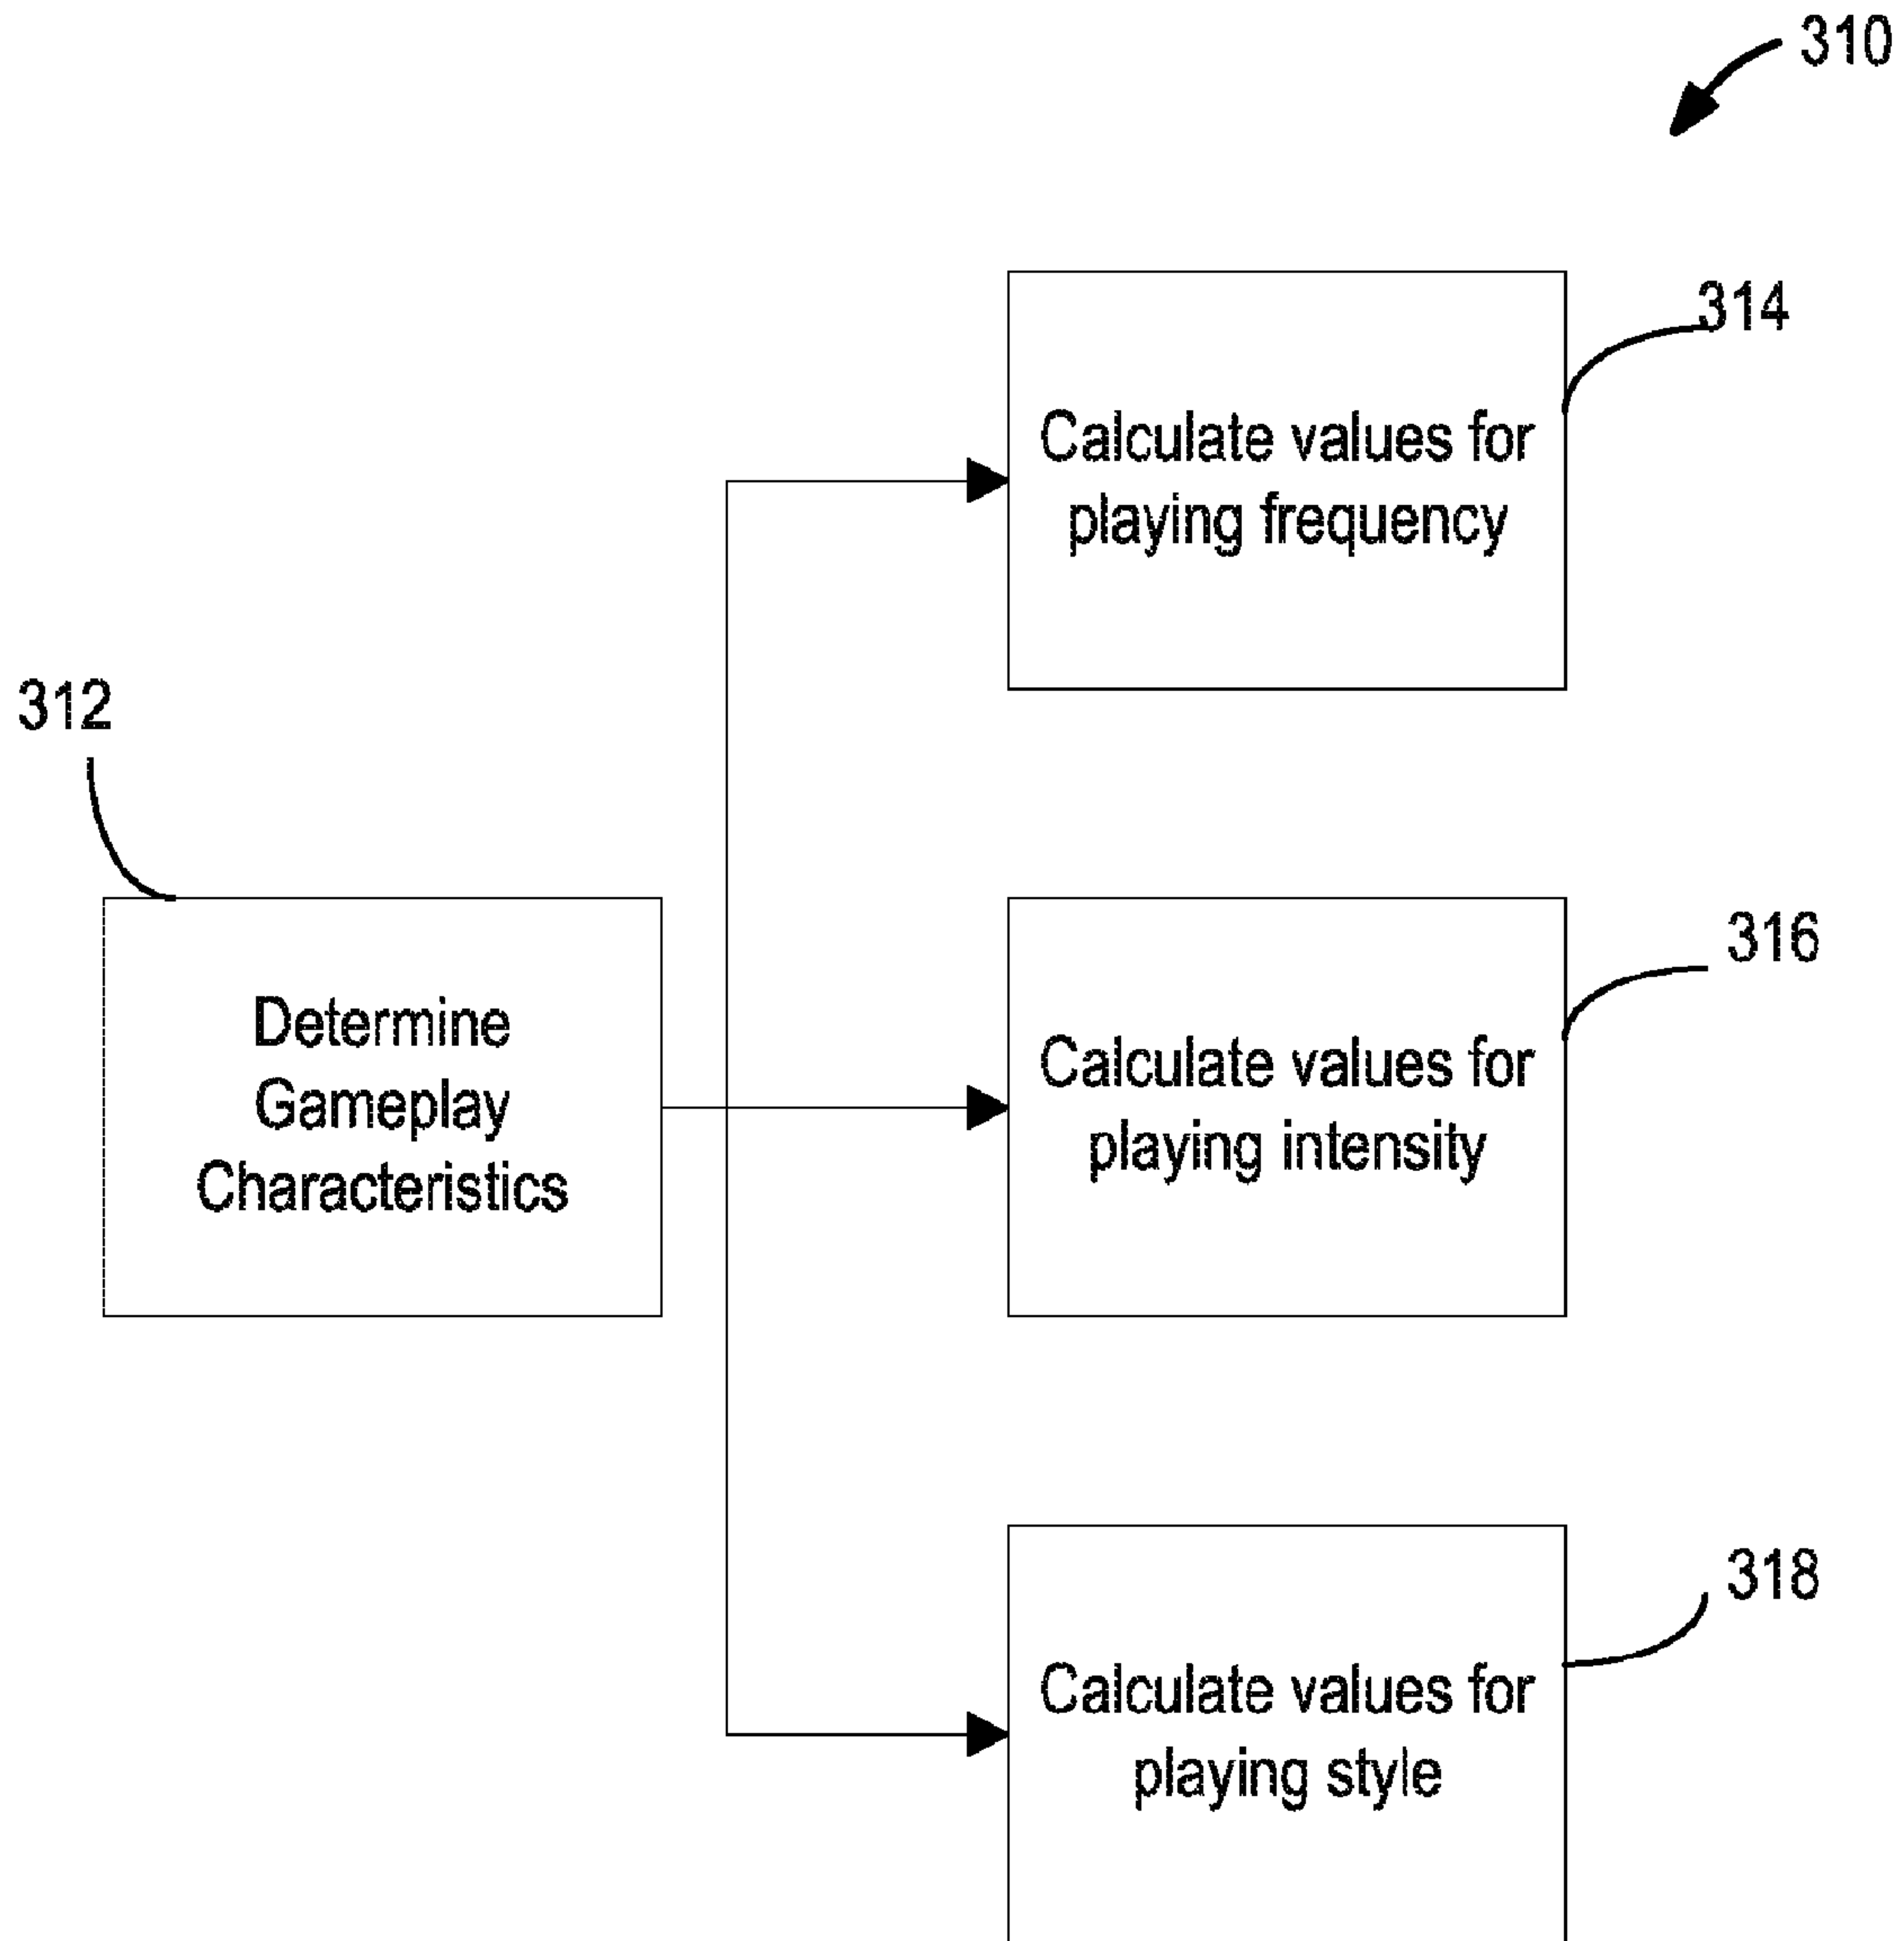 310
314
Calculate values for
playing frequency
312
Determine
Gameplay
Characteristics
316
Calculate values for
playing intensity
318
Calculate values for
playing style